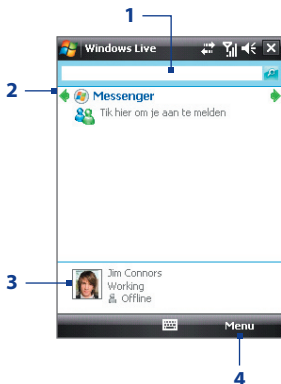 1
Windows Live
2
Messenger
Tik hier om je aan te melden
3
Jim Connors
Working
Offline
Menu
4